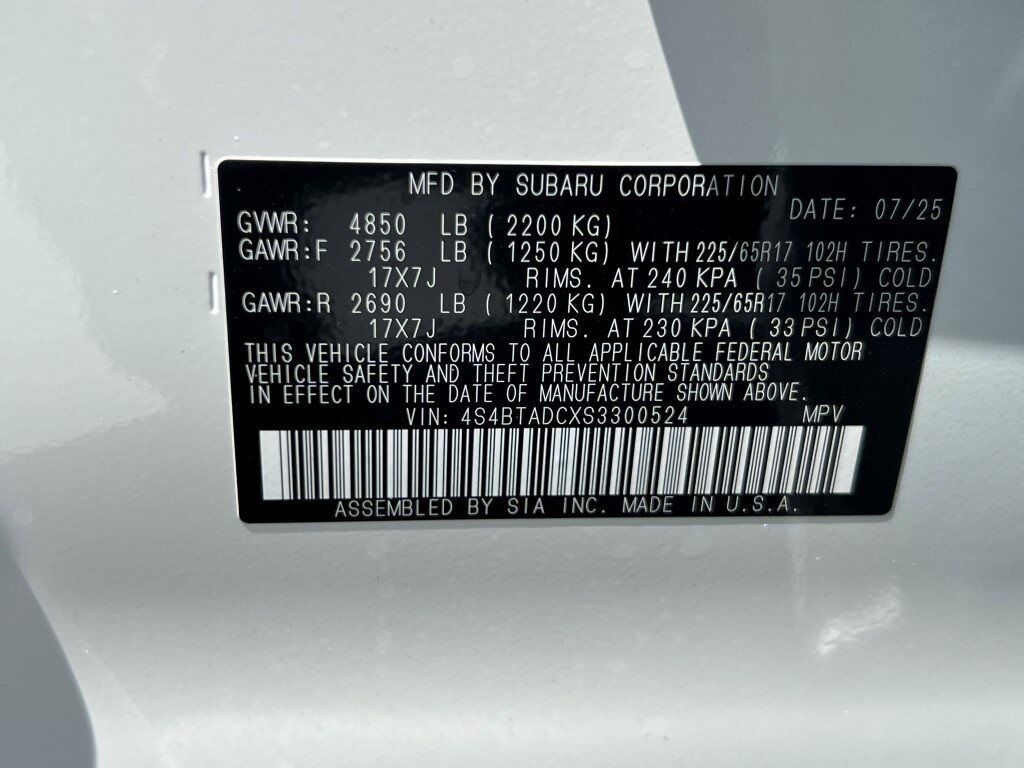 MFD BY SUBARU CORPORATION
DATE: 07/25
GVWR: 4850 LB (2200 KG)
GAWR:F 2756 LB (1250 KG) WITH 225/65R17 102H TIRES.
17X7J RIMS. AT 240 KPA (35 PSI) COLD
GAWR:R 2690 LB (1220 KG) WITH 225/65R17 102H TIRES.
17X7J RIMS. AT 230 KPA (33 PSI) COLD
THIS VEHICLE CONFORMS TO ALL APPLICABLE FEDERAL MOTOR
VEHICLE SAFETY AND THEFT PREVENTION STANDARDS
IN EFFECT ON THE DATE OF MANUFACTURE SHOWN ABOVE.
VIN: 4S4BTADCXS3300524 MPV
ASSEMBLED BY SIA INC. MADE IN U.S.A.